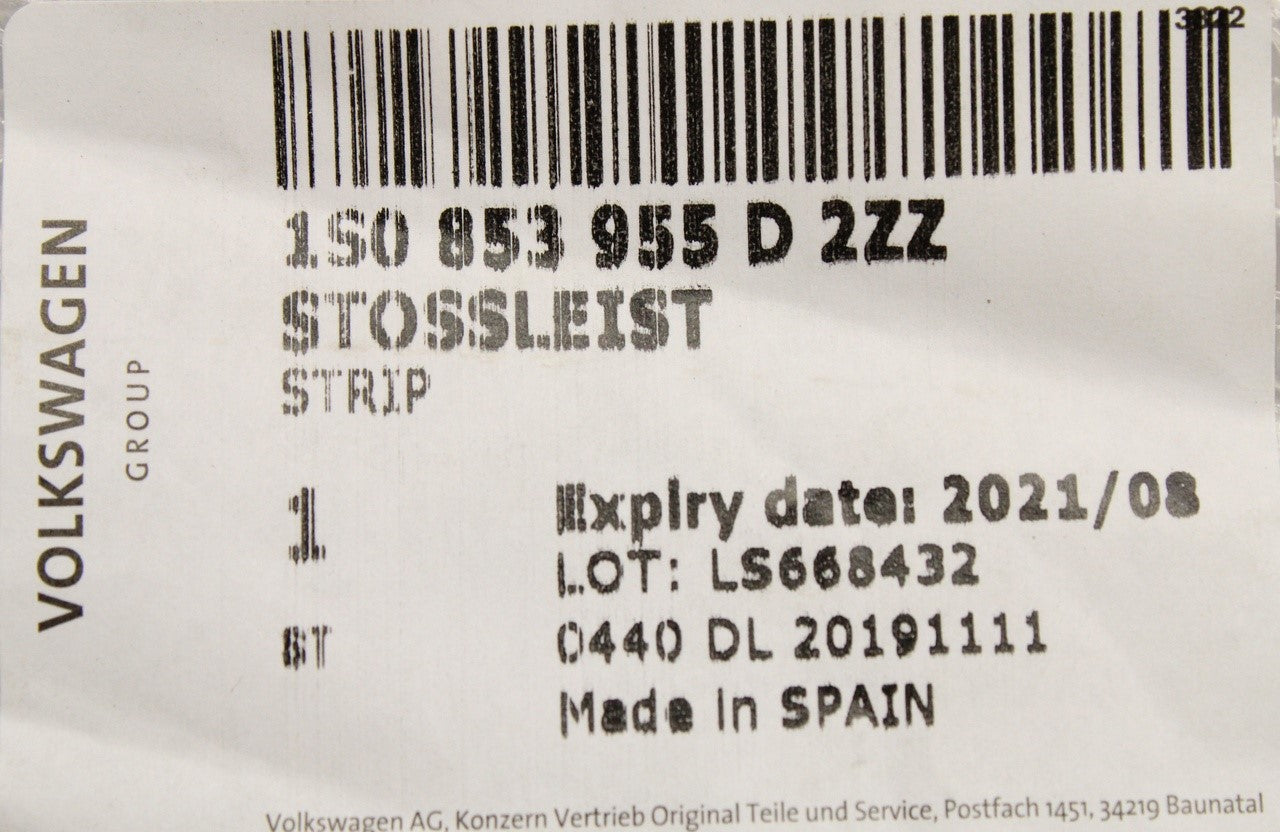 3822
1S0 853 955 D 2ZZ
STOSSLEIST
STRIP
1
Expiry date: 2021/08
LOT: LS668432
ST
0440 DL 20191111
Made in SPAIN
VOLKSWAGEN
GROUP
Volkswagen AG, Konzern Vertrieb Original Teile und Service, Postfach 1451, 34219 Baunatal